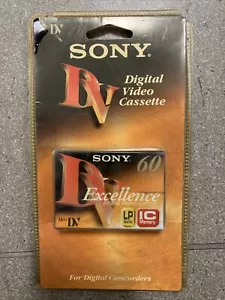 DV
SONY
DV
Digital
Video
Cassette
SONY
60
DV
Excellence
Mini DV
LP
IC
Memory
For Digital Camcorders